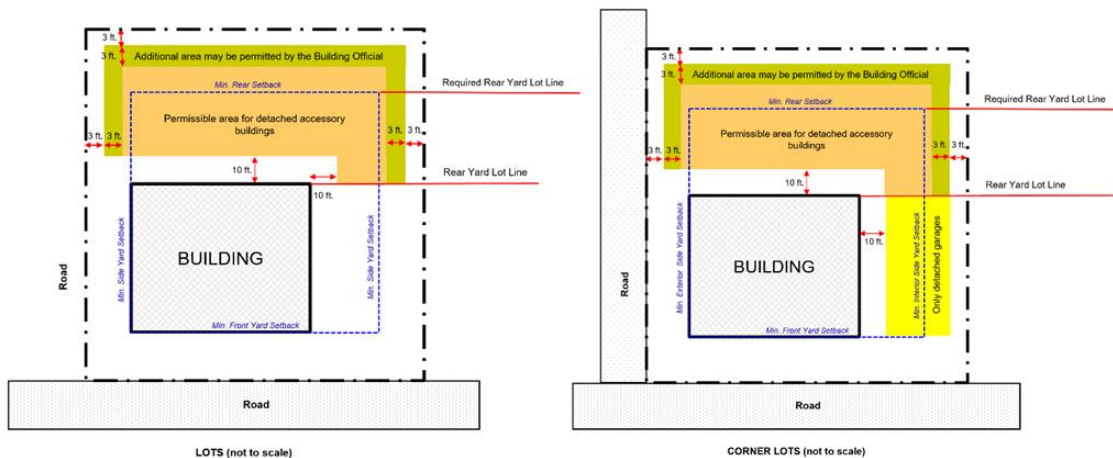 3 ft.
3 ft.
Additional area may be permitted by the Building Official
Min. Rear Setback
Required Rear Yard Lot Line
Permissible area for detached accessory
buildings
3 ft.
3 ft.
3 ft.
3 ft.
10 ft.
Rear Yard Lot Line
10 ft.
Min. Side Yard Setback
Min. Side Yard Setback
BUILDING
Road
Min. Front Yard Setback
Road
LOTS (not to scale)
3 ft.
3 ft.
Additional area may be permitted by the Building Official
Min. Rear Setback
Required Rear Yard Lot Line
Permissible area for detached accessory
buildings
3 ft.
3 ft.
3 ft.
3 ft.
10 ft.
Rear Yard Lot Line
10 ft.
Road
Min. Exterior Side Yard Setback
BUILDING
Min. Interior Side Yard Setback
Only detached garages
Min. Front Yard Setback
Road
CORNER LOTS (not to scale)